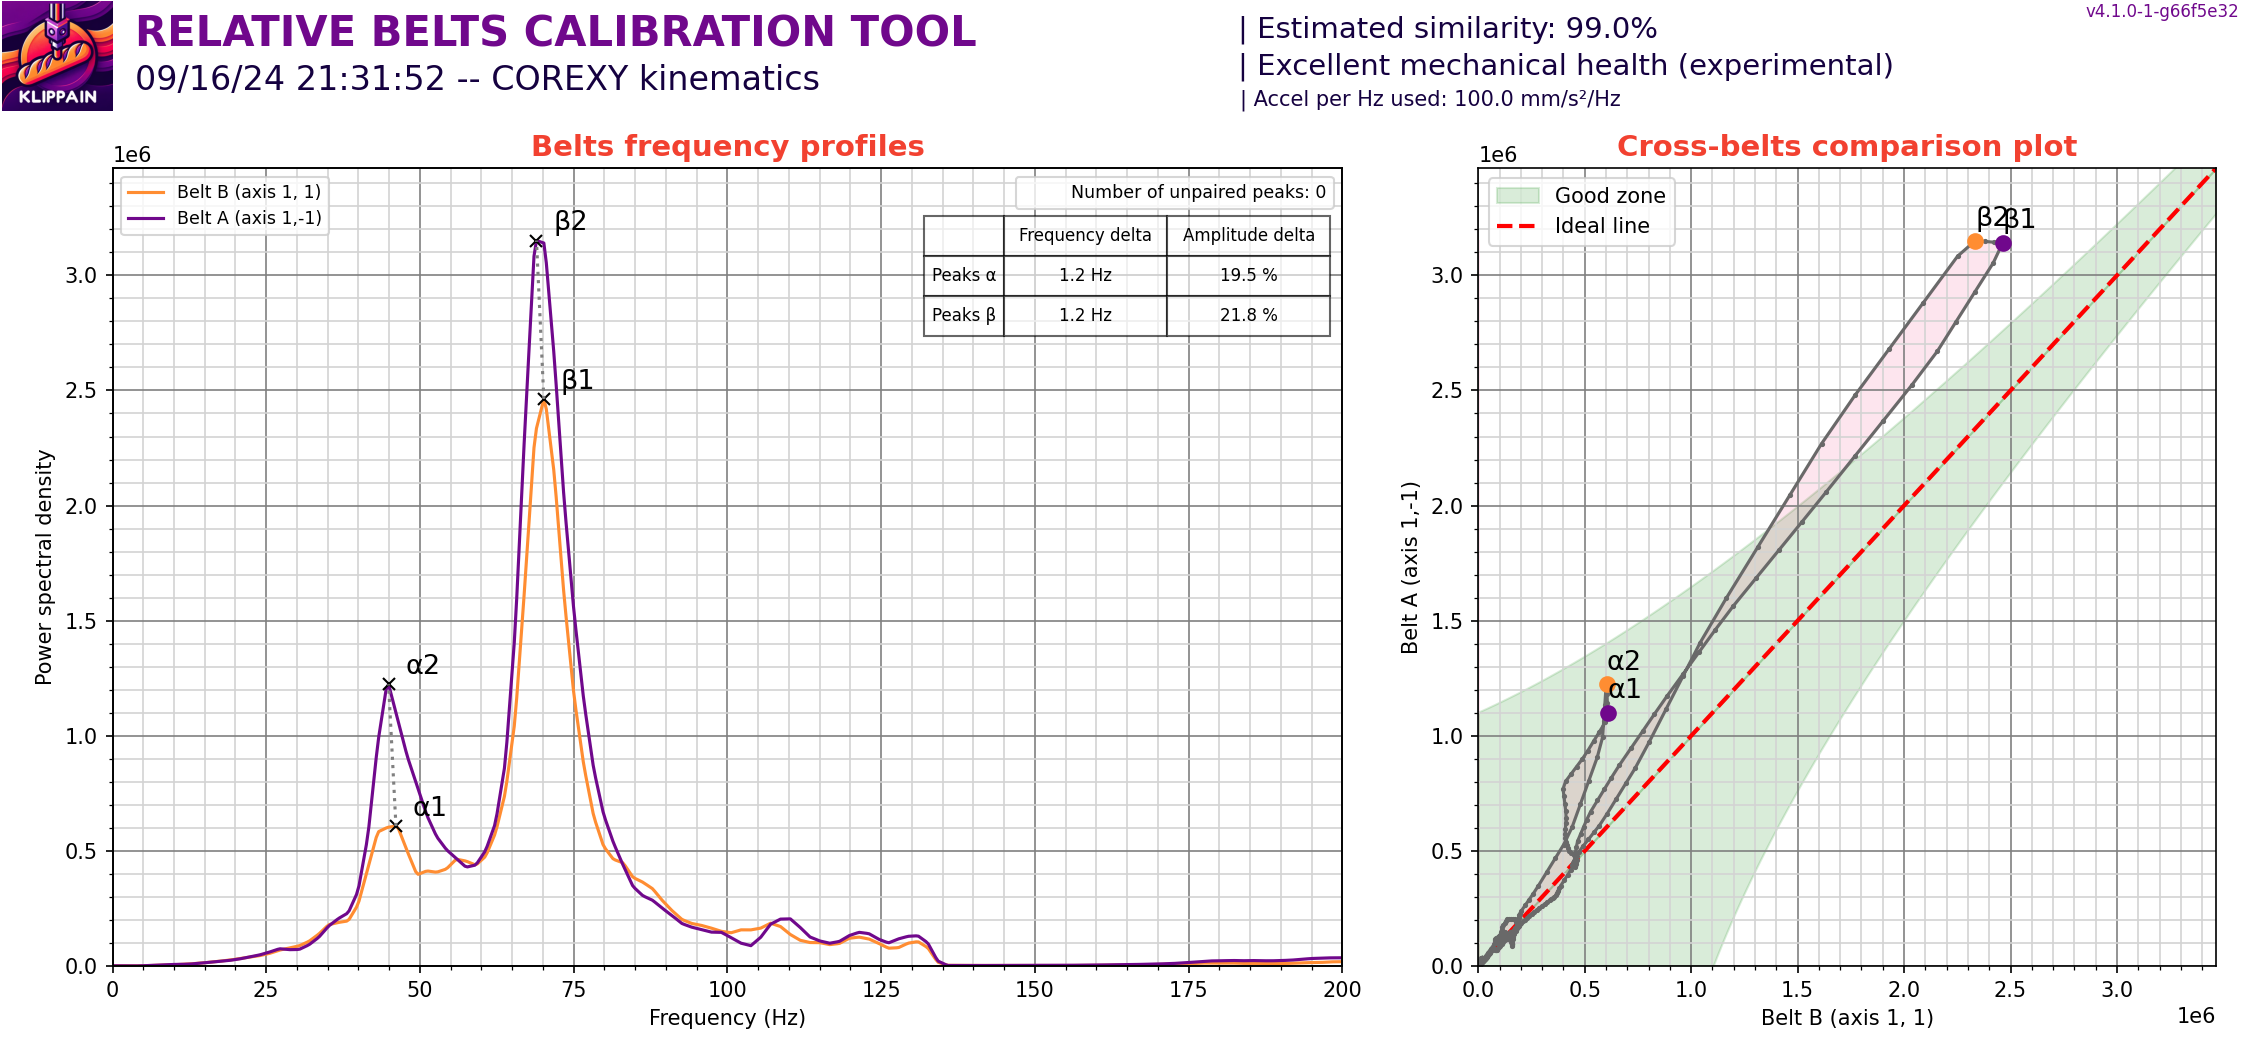 KLIPPAIN
RELATIVE BELTS CALIBRATION TOOL
09/16/24 21:31:52 -- COREXY kinematics
| Estimated similarity: 99.0%
| Excellent mechanical health (experimental)
| Accel per Hz used: 100.0 mm/s²/Hz
v4.1.0-1-g66f5e32
Belts frequency profiles
1e6
Belt B (axis 1, 1)
Belt A (axis 1,-1)
Number of unpaired peaks: 0
Frequency delta Amplitude delta
Peaks α 1.2 Hz 19.5 %
Peaks β 1.2 Hz 21.8 %
β2
β1
α2
α1
Power spectral density
3.0
2.5
2.0
1.5
1.0
0.5
0.0
0 25 50 75 100 125 150 175 200
Frequency (Hz)
Cross-belts comparison plot
1e6
Good zone
Ideal line
β2 β1
α2
α1
Belt A (axis 1,-1)
3.0
2.5
2.0
1.5
1.0
0.5
0.0
0.0 0.5 1.0 1.5 2.0 2.5 3.0
Belt B (axis 1, 1)
1e6